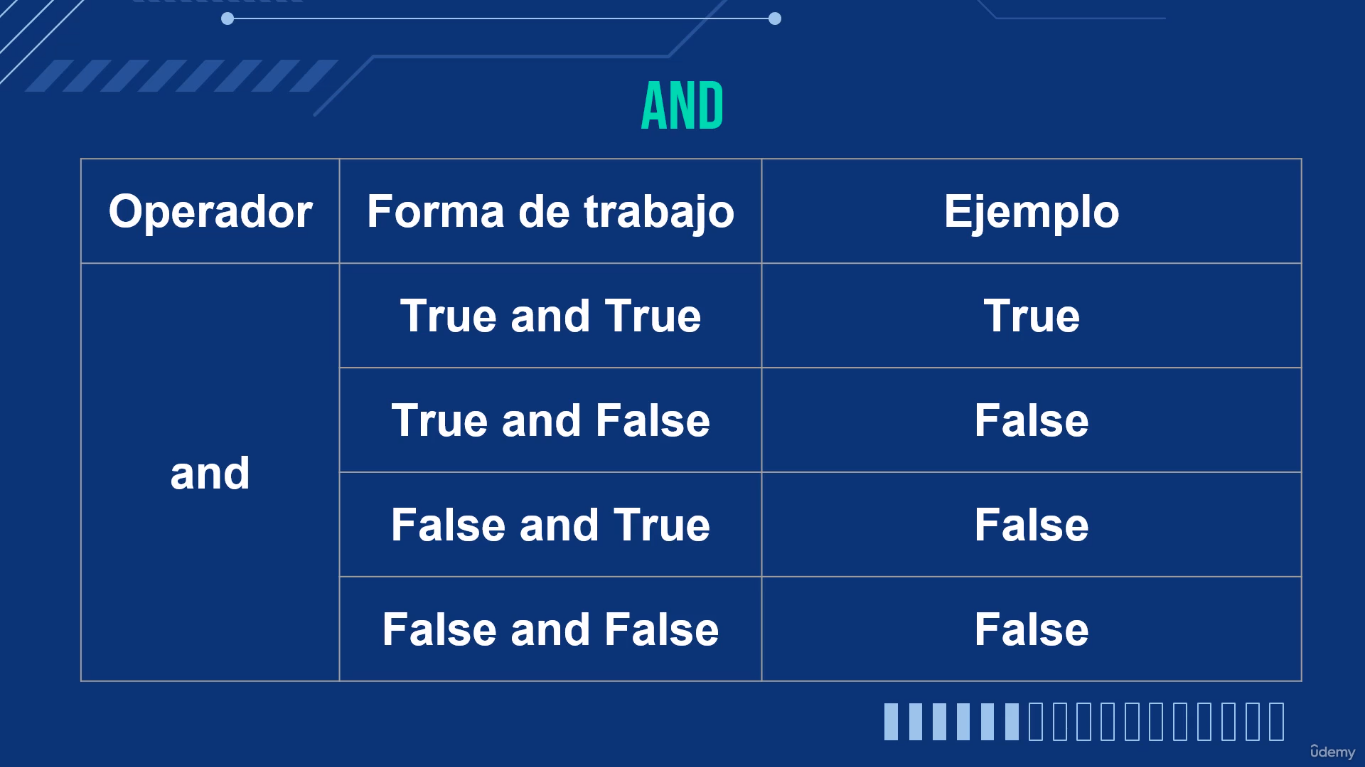 AND
Operador
Forma de trabajo
Ejemplo
and
True and True
True
True and False
False
False and True
False
False and False
False
ûdemy